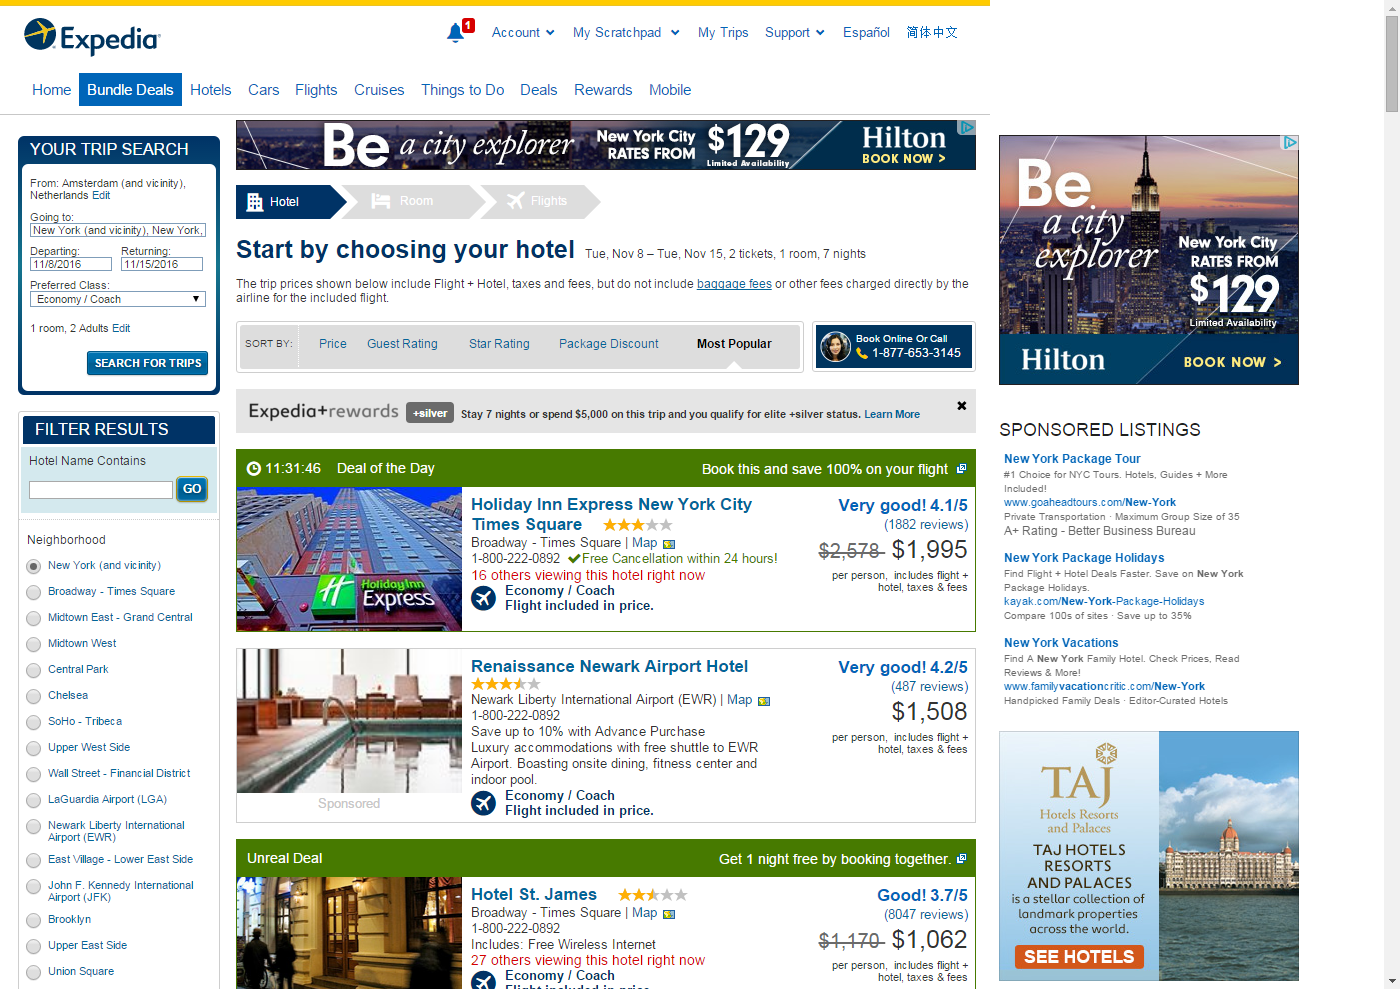 Expedia
1
Account
My Scratchpad
My Trips
Support
Español
简体中文
Home
Bundle Deals
Hotels
Cars
Flights
Cruises
Things to Do
Deals
Rewards
Mobile
YOUR TRIP SEARCH
From: Amsterdam (and vicinity),
Netherlands Edit
Going to:
New York (and vicinity), New York,
Departing: Returning:
11/8/2016 11/15/2016
Preferred Class:
Economy / Coach
1 room, 2 Adults Edit
SEARCH FOR TRIPS
FILTER RESULTS
Hotel Name Contains
GO
Neighborhood
New York (and vicinity)
Broadway - Times Square
Midtown East - Grand Central
Midtown West
Central Park
Chelsea
SoHo - Tribeca
Upper West Side
Wall Street - Financial District
LaGuardia Airport (LGA)
Newark Liberty International
Airport (EWR)
East Village - Lower East Side
John F. Kennedy International
Airport (JFK)
Brooklyn
Upper East Side
Union Square
Be a city explorer
New York City
RATES FROM
$129
Limited Availability
Hilton
BOOK NOW >
Hotel
Room
Flights
Start by choosing your hotel Tue, Nov 8 – Tue, Nov 15, 2 tickets, 1 room, 7 nights
The trip prices shown below include Flight + Hotel, taxes and fees, but do not include baggage fees or other fees charged directly by the
airline for the included flight.
SORT BY: Price Guest Rating Star Rating Package Discount Most Popular
Book Online Or Call
1-877-653-3145
Expedia+rewards +silver Stay 7 nights or spend $5,000 on this trip and you qualify for elite +silver status. Learn More
11:31:46 Deal of the Day Book this and save 100% on your flight
Holiday Inn
Express
Holiday Inn Express New York City
Times Square
Broadway - Times Square | Map
1-800-222-0892 Free Cancellation within 24 hours!
16 others viewing this hotel right now
Economy / Coach
Flight included in price.
Very good! 4.1/5
(1882 reviews)
$2,578 $1,995
per person, includes flight +
hotel, taxes & fees
Sponsored
Renaissance Newark Airport Hotel
Newark Liberty International Airport (EWR) | Map
1-800-222-0892
Save up to 10% with Advance Purchase
Luxury accommodations with free shuttle to EWR
Airport. Boasting onsite dining, fitness center and
indoor pool.
Economy / Coach
Flight included in price.
Very good! 4.2/5
(487 reviews)
$1,508
per person, includes flight +
hotel, taxes & fees
Unreal Deal Get 1 night free by booking together.
Hotel St. James
Broadway - Times Square | Map
1-800-222-0892
Includes: Free Wireless Internet
27 others viewing this hotel right now
Economy / Coach
Flight included in price.
Good! 3.7/5
(8047 reviews)
$1,170 $1,062
per person, includes flight +
hotel, taxes & fees
Be
a city
explorer
New York City
RATES FROM
$129
Limited Availability
Hilton
BOOK NOW >
SPONSORED LISTINGS
New York Package Tour
#1 Choice for NYC Tours. Hotels, Guides + More
Included!
www.goaheadtours.com/New-York
Private Transportation · Maximum Group Size of 35
A+ Rating - Better Business Bureau
New York Package Holidays
Find Flight + Hotel Deals Faster. Save on New York
Package Holidays.
kayak.com/New-York-Package-Holidays
Compare 100s of sites · Save up to 35%
New York Vacations
Find A New York Family Hotel. Check Prices, Read
Reviews & More!
www.familyvacationcritic.com/New-York
Handpicked Family Deals · Editor-Curated Hotels
TAJ
Hotels Resorts
and Palaces
TAJ HOTELS
RESORTS
AND PALACES
is a stellar collection of
landmark properties
across the world.
SEE HOTELS